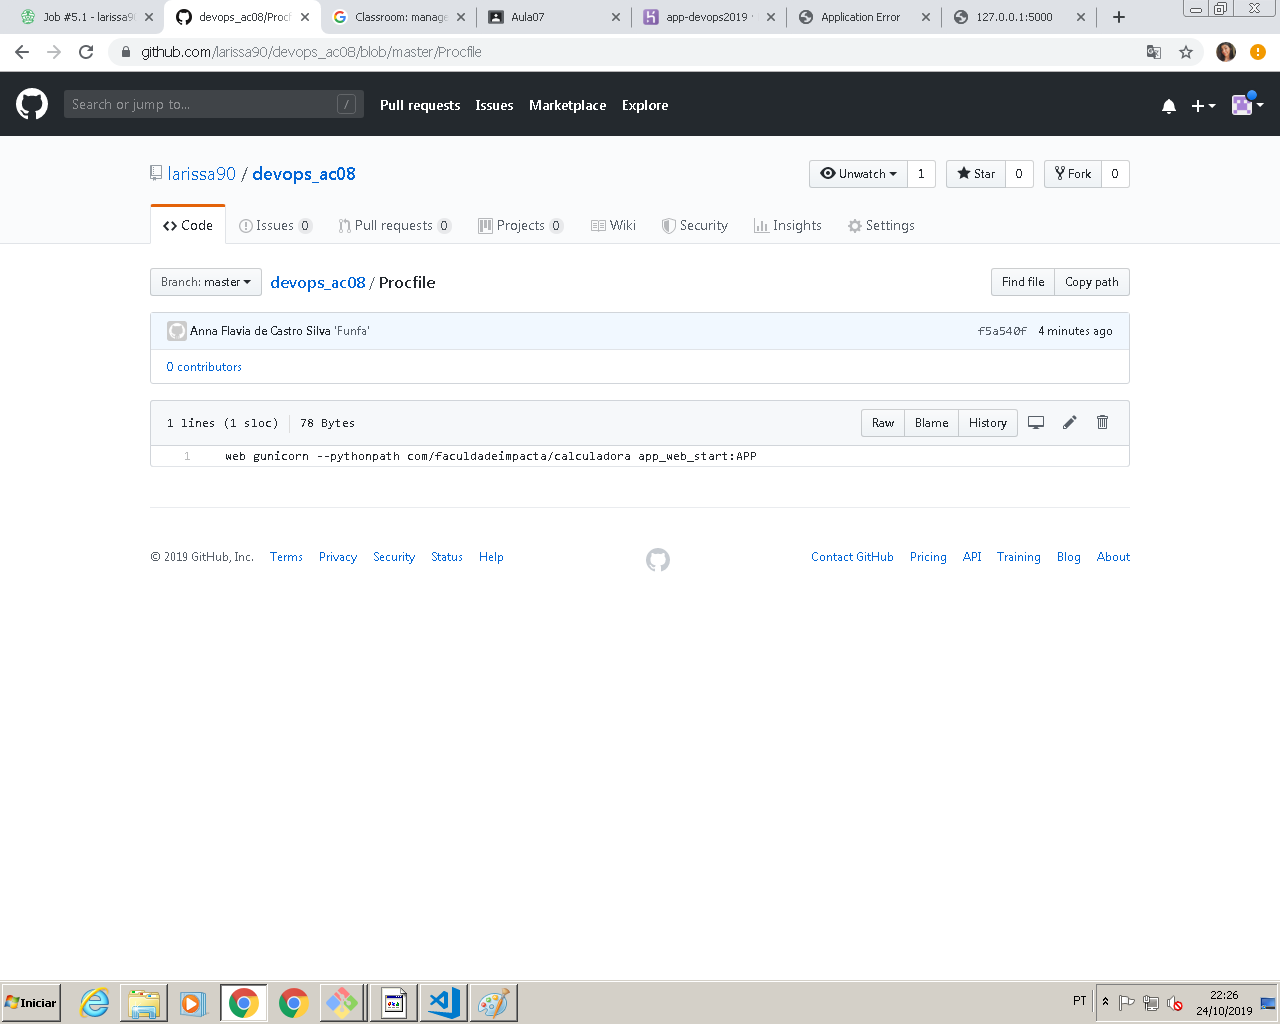 Job #5.1 - larissa9
devops_ac08/Proc
Classroom: manage
Aula07
app-devops2019
Application Error
127.0.0.1:5000
github.com/larissa90/devops_ac08/blob/master/Procfile
Search or jump to... /
Pull requests Issues Marketplace Explore
larissa90 / devops_ac08
Unwatch 1 Star 0 Fork 0
Code Issues 0 Pull requests 0 Projects 0 Wiki Security Insights Settings
Branch: master devops_ac08 / Procfile Find file Copy path
Anna Flavia de Castro Silva 'Funfa' f5a540f 4 minutes ago
0 contributors
1 lines (1 sloc) 78 Bytes Raw Blame History
1 web gunicorn --pythonpath com/faculdadeimpacta/calculadora app_web_start:APP
© 2019 GitHub, Inc. Terms Privacy Security Status Help Contact GitHub Pricing API Training Blog About
Iniciar PT 22:26
24/10/2019